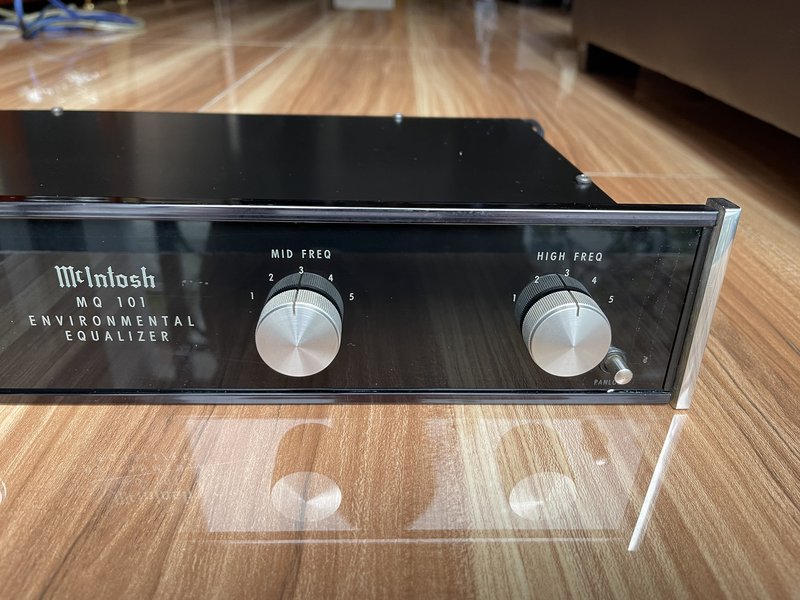 McIntosh
MQ 101
ENVIRONMENTAL
EQUALIZER
MID FREQ
1 2 3 4 5
HIGH FREQ
1 2 3 4 5